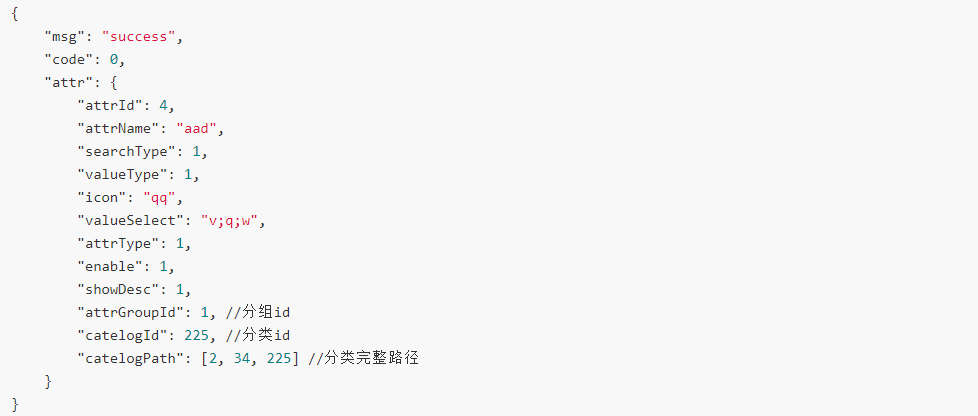 {
    "msg": "success",
    "code": 0,
    "attr": {
        "attrId": 4,
        "attrName": "aad",
        "searchType": 1,
        "valueType": 1,
        "icon": "qq",
        "valueSelect": "v;q;w",
        "attrType": 1,
        "enable": 1,
        "showDesc": 1,
        "attrGroupId": 1, //分组id
        "catelogId": 225, //分类id
        "catelogPath": [2, 34, 225] //分类完整路径
    }
}